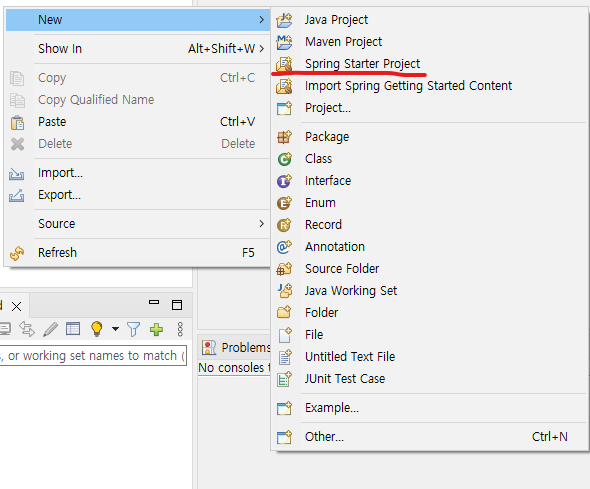 New
Show In Alt+Shift+W
Copy Ctrl+C
Copy Qualified Name
Paste Ctrl+V
Delete Delete
Import...
Export...
Source
Refresh F5
Java Project
Maven Project
Spring Starter Project
Import Spring Getting Started Content
Project...
Package
Class
Interface
Enum
Record
Annotation
Source Folder
Java Working Set
Folder
File
Untitled Text File
JUnit Test Case
Example...
Other... Ctrl+N
, or working set names to match (
Problems
No consoles